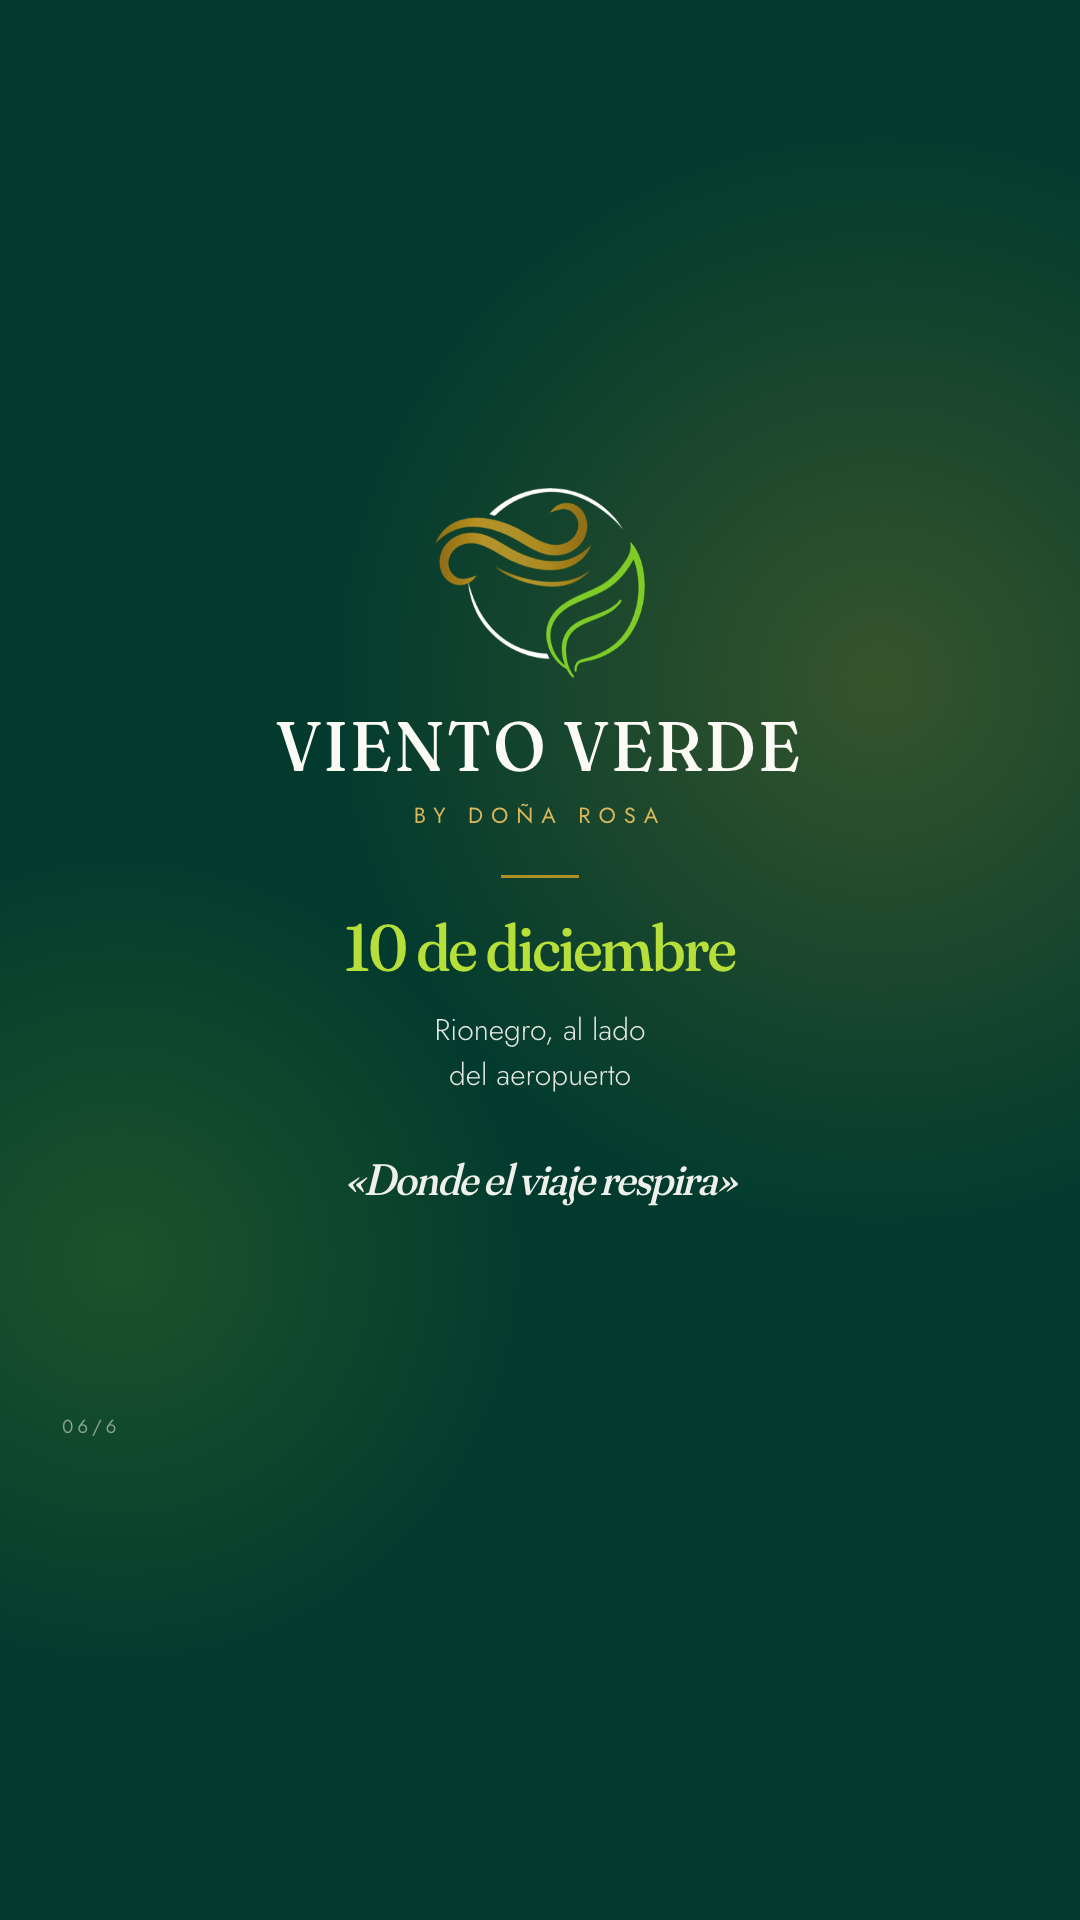 VIENTO VERDE
BY DOÑA ROSA
10 de diciembre
Rionegro, al lado
del aeropuerto
«Donde el viaje respira»
06/6